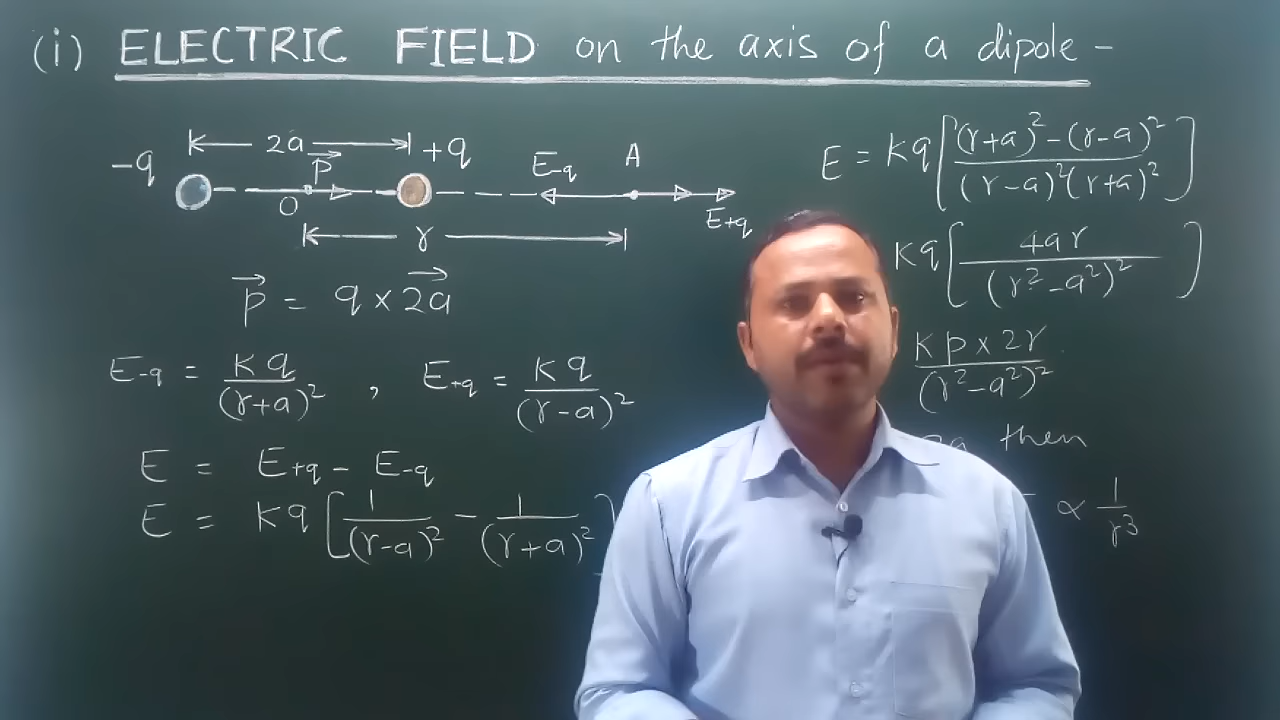 (i) ELECTRIC FIELD on the axis of a dipole –
-q 2a p⃗ +q E-q A
O E+q
r
p⃗ = q × 2a⃗
E-q = Kq/(r+a)² , E+q = Kq/(r-a)²
E = E+q - E-q
E = Kq[1/(r-a)² - 1/(r+a)²]
E = Kq[(r+a)²-(r-a)²/(r-a)²(r+a)²]
Kq[4ar/(r²-a²)²]
Kp×2r/(r²-a²)²
then
∝ 1/r³